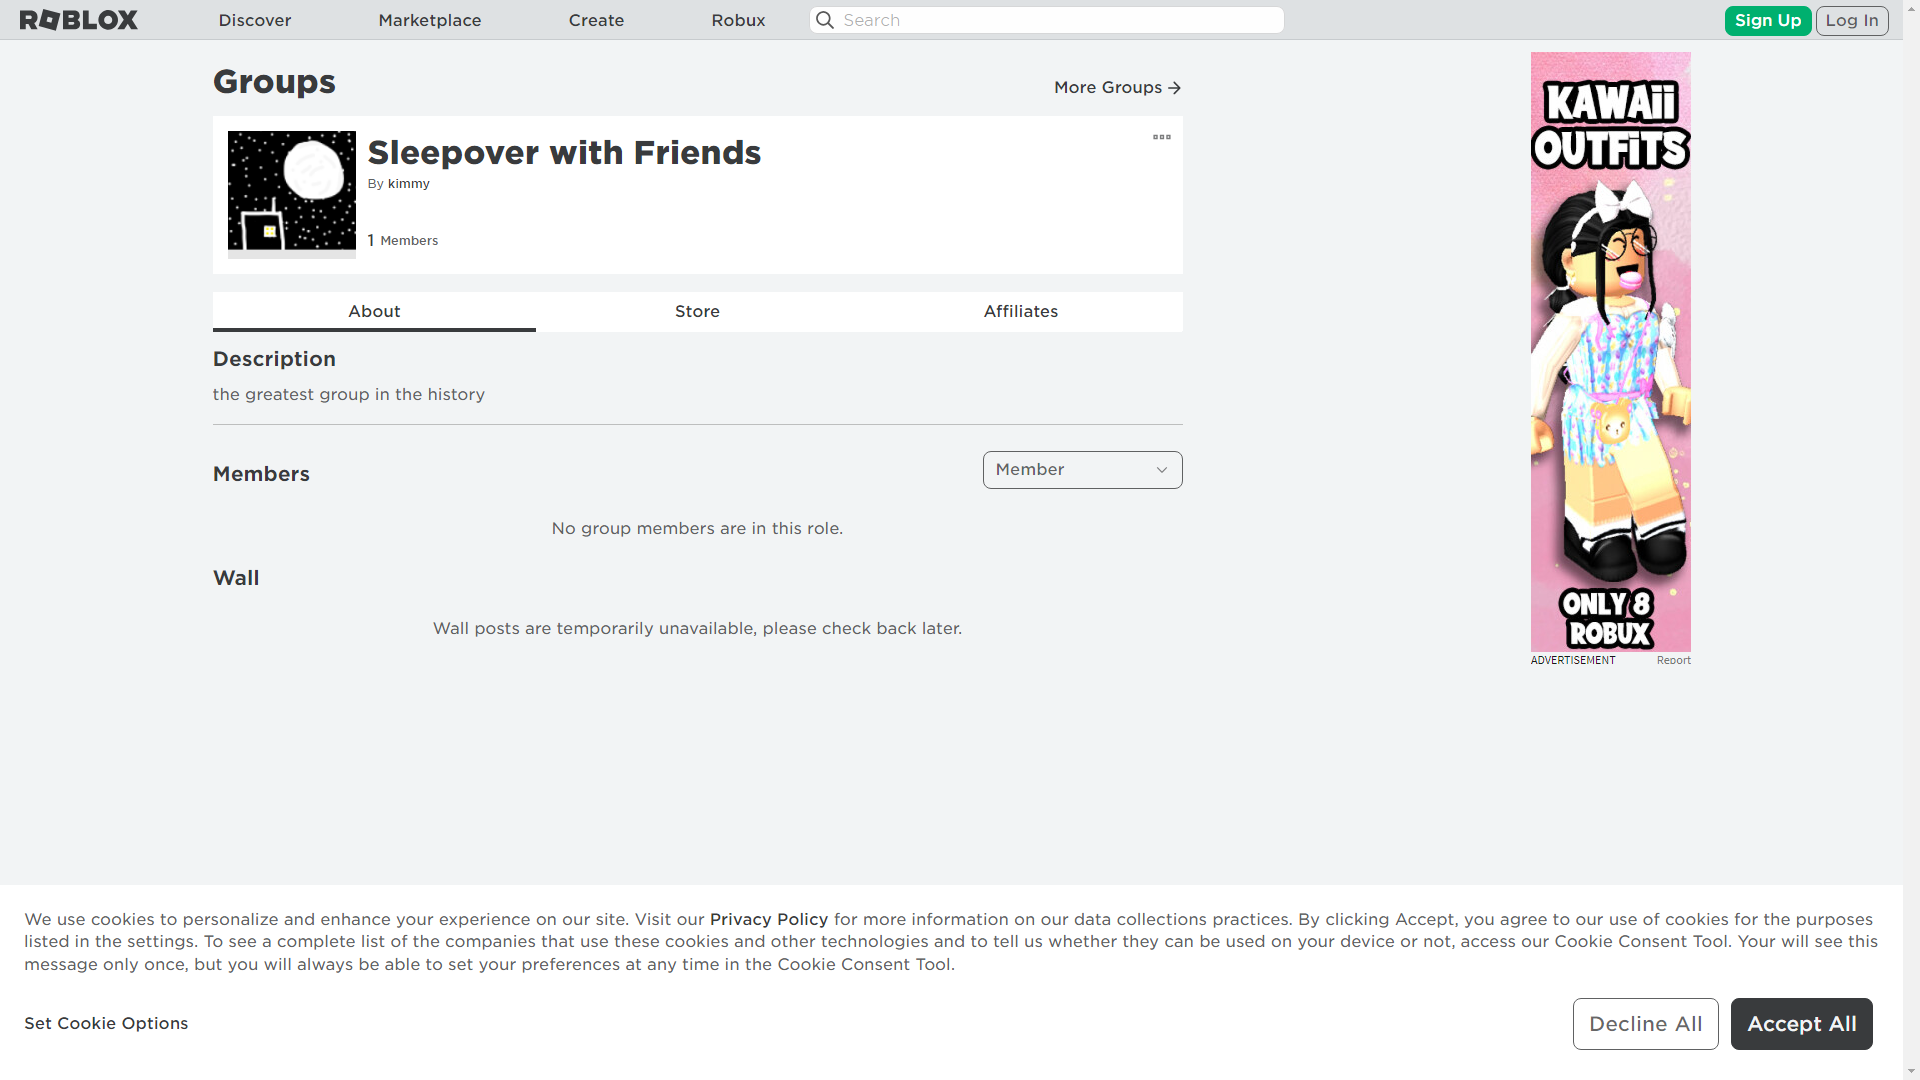 ROBLOX
Discover
Marketplace
Create
Robux
Search
Sign Up
Log In
Groups
More Groups
Sleepover with Friends
By kimmy
1 Members
About
Store
Affiliates
Description
the greatest group in the history
Members
Member
No group members are in this role.
Wall
Wall posts are temporarily unavailable, please check back later.
KAWAii
OUTFiTS
ONLY 8
ROBUX
ADVERTISEMENT
Report
We use cookies to personalize and enhance your experience on our site. Visit our Privacy Policy for more information on our data collections practices. By clicking Accept, you agree to our use of cookies for the purposes
listed in the settings. To see a complete list of the companies that use these cookies and other technologies and to tell us whether they can be used on your device or not, access our Cookie Consent Tool. Your will see this
message only once, but you will always be able to set your preferences at any time in the Cookie Consent Tool.
Set Cookie Options
Decline All
Accept All